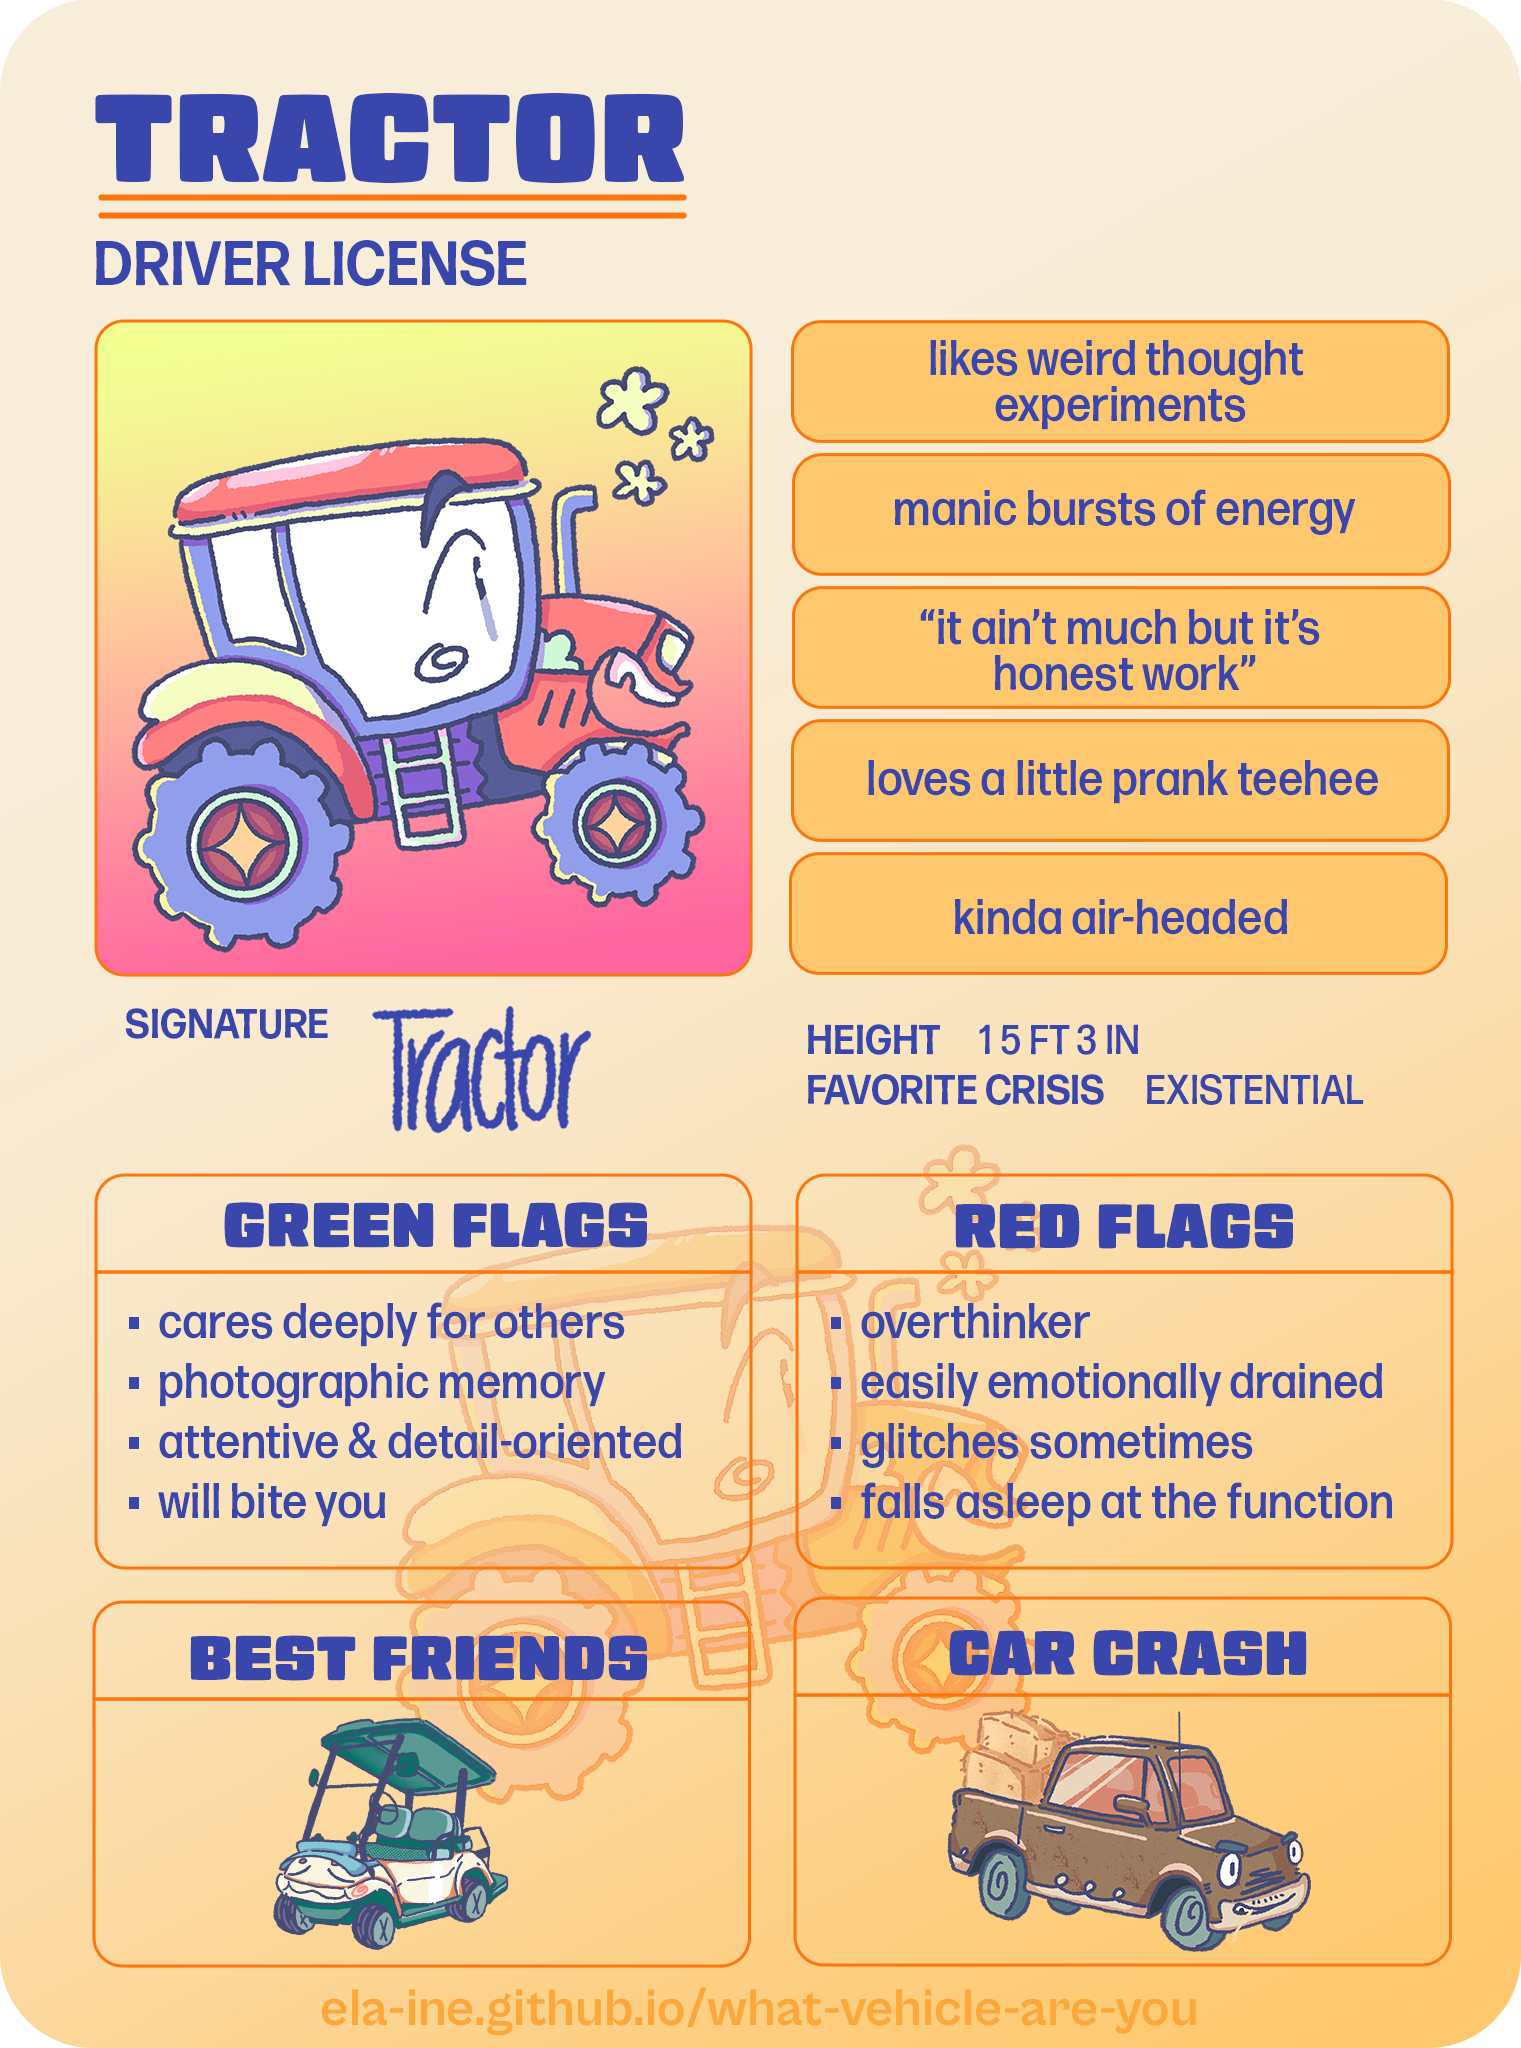 TRACTOR
DRIVER LICENSE
likes weird thought
experiments
manic bursts of energy
“it ain’t much but it’s
honest work”
loves a little prank teehee
kinda air-headed
SIGNATURE Tractor
HEIGHT 15 FT 3 IN
FAVORITE CRISIS EXISTENTIAL
GREEN FLAGS
▪ cares deeply for others
▪ photographic memory
▪ attentive & detail-oriented
▪ will bite you
RED FLAGS
▪ overthinker
▪ easily emotionally drained
▪ glitches sometimes
▪ falls asleep at the function
BEST FRIENDS
CAR CRASH
ela-ine.github.io/what-vehicle-are-you